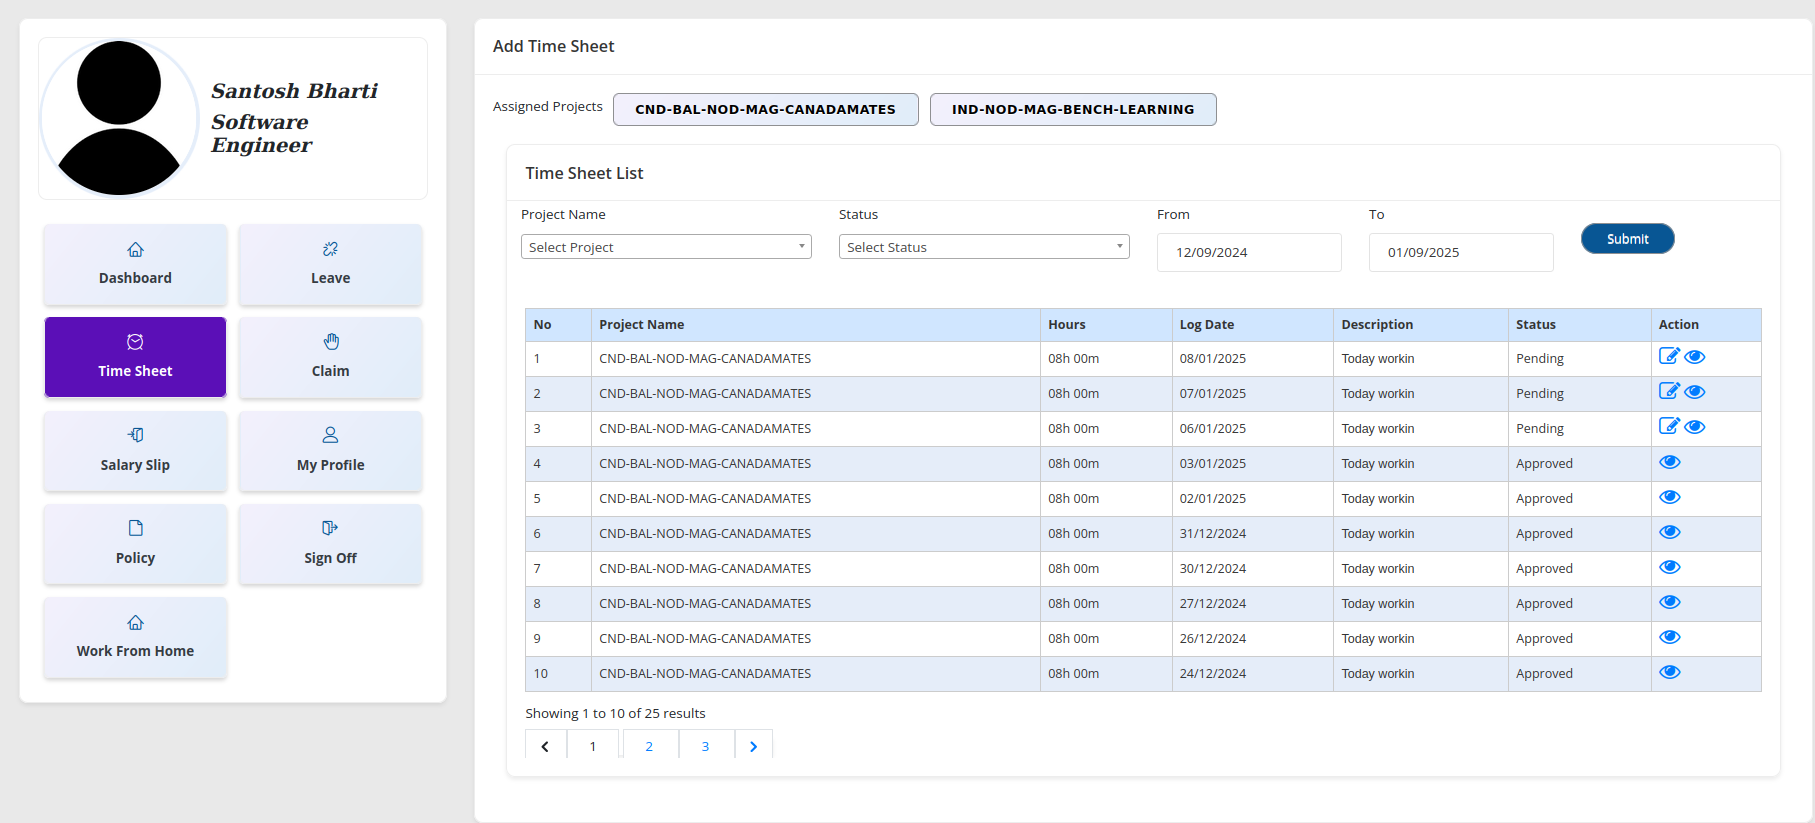 Santosh Bharti
Software
Engineer
Dashboard
Leave
Time Sheet
Claim
Salary Slip
My Profile
Policy
Sign Off
Work From Home
Add Time Sheet
Assigned Projects CND-BAL-NOD-MAG-CANADAMATES IND-NOD-MAG-BENCH-LEARNING
Time Sheet List
Project Name Status From To
Select Project Select Status 12/09/2024 01/09/2025 Submit
No Project Name Hours Log Date Description Status Action
1 CND-BAL-NOD-MAG-CANADAMATES 08h 00m 08/01/2025 Today workin Pending
2 CND-BAL-NOD-MAG-CANADAMATES 08h 00m 07/01/2025 Today workin Pending
3 CND-BAL-NOD-MAG-CANADAMATES 08h 00m 06/01/2025 Today workin Pending
4 CND-BAL-NOD-MAG-CANADAMATES 08h 00m 03/01/2025 Today workin Approved
5 CND-BAL-NOD-MAG-CANADAMATES 08h 00m 02/01/2025 Today workin Approved
6 CND-BAL-NOD-MAG-CANADAMATES 08h 00m 31/12/2024 Today workin Approved
7 CND-BAL-NOD-MAG-CANADAMATES 08h 00m 30/12/2024 Today workin Approved
8 CND-BAL-NOD-MAG-CANADAMATES 08h 00m 27/12/2024 Today workin Approved
9 CND-BAL-NOD-MAG-CANADAMATES 08h 00m 26/12/2024 Today workin Approved
10 CND-BAL-NOD-MAG-CANADAMATES 08h 00m 24/12/2024 Today workin Approved
Showing 1 to 10 of 25 results
1 2 3